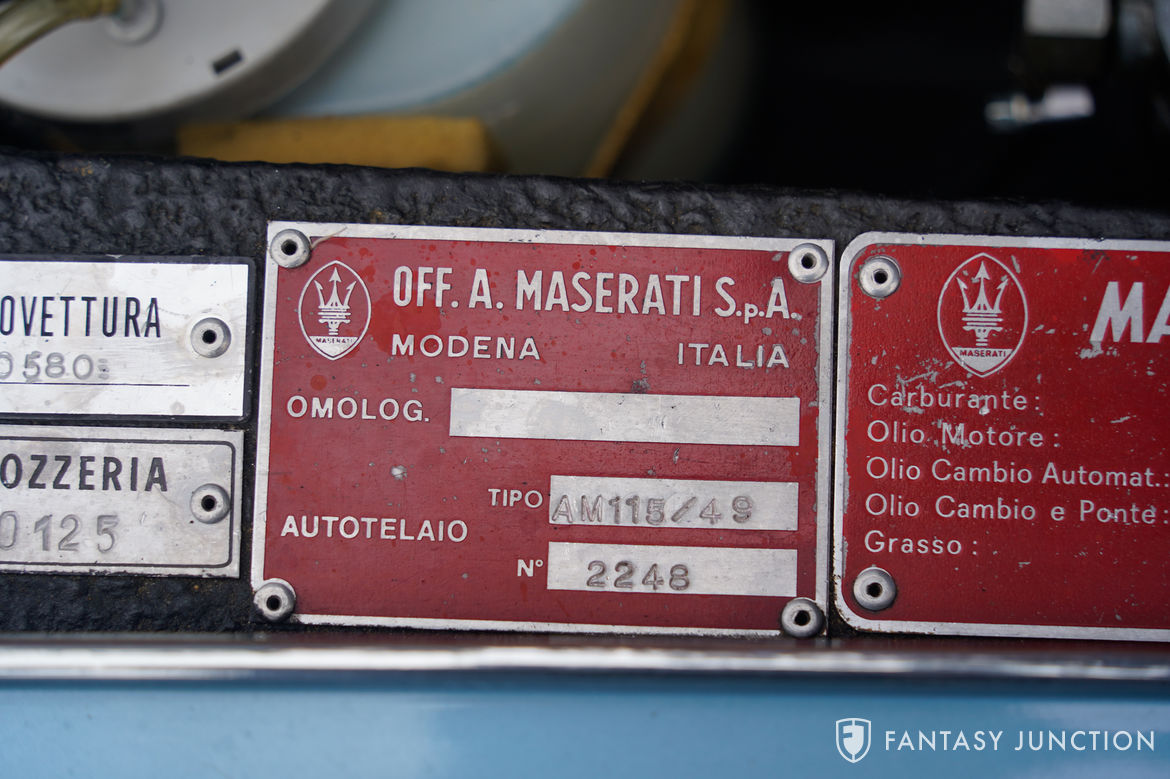 OVETTURA
0580
OZZERIA
0125
MASERATI
OFF. A. MASERATI S.p.A.
MODENA ITALIA
OMOLOG.
TIPO AM115/49
AUTOTELAIO
N° 2248
MASERATI
MA
Carburante:
Olio Motore:
Olio Cambio Automat.:
Olio Cambio e Ponte:
Grasso:
FANTASY JUNCTION